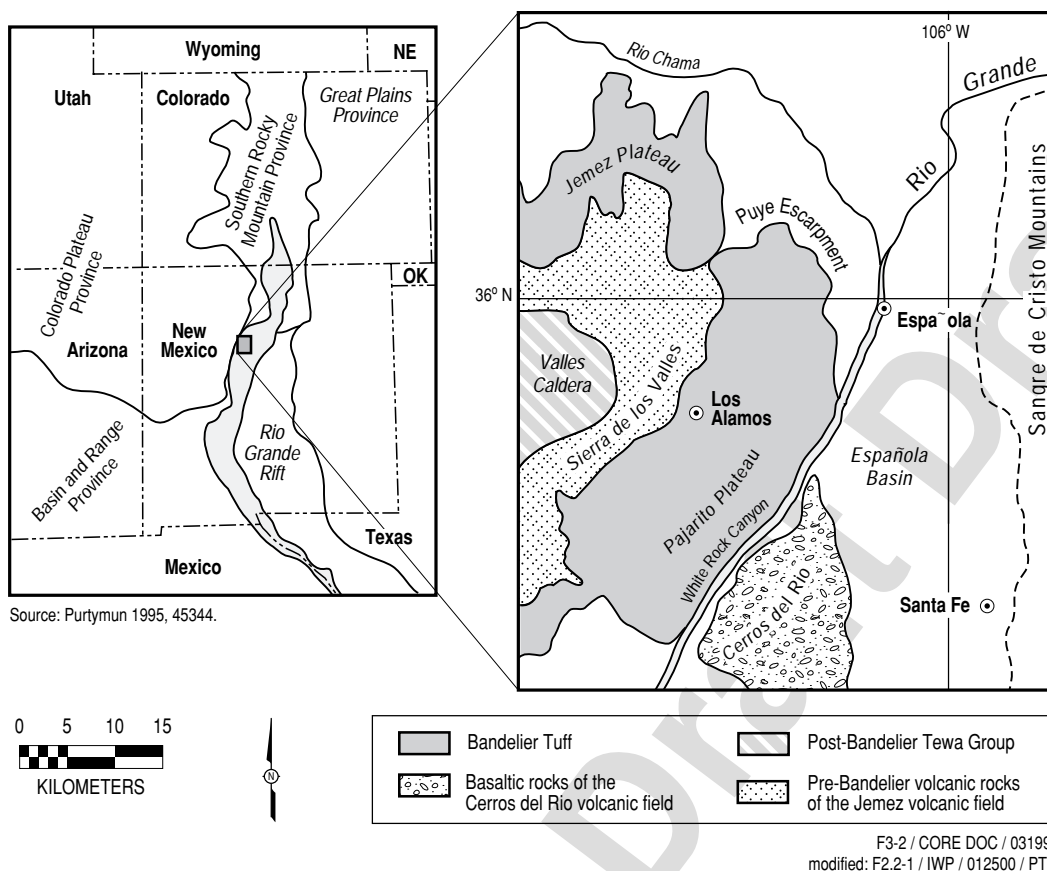 Wyoming
NE
Utah
Colorado
Great Plains
Province
Southern Rocky
Mountain Province
Colorado Plateau
Province
OK
New
Mexico
Arizona
Rio
Grande
Rift
Basin and Range
Province
Texas
Mexico
Source: Purtymun 1995, 45344.
106° W
Rio Chama
Grande
Rio
Jemez Plateau
Puye Escarpment
Sangre de Cristo Mountains
36° N
Espa~ola
Valles
Caldera
Los
Alamos
Sierra de los Valles
Española
Basin
Pajarito Plateau
White Rock Canyon
Cerros del Rio
Santa Fe
0 5 10 15
KILOMETERS
N
Bandelier Tuff
Post-Bandelier Tewa Group
Basaltic rocks of the
Cerros del Rio volcanic field
Pre-Bandelier volcanic rocks
of the Jemez volcanic field
F3-2 / CORE DOC / 03199
modified: F2.2-1 / IWP / 012500 / PT
Draft Dra